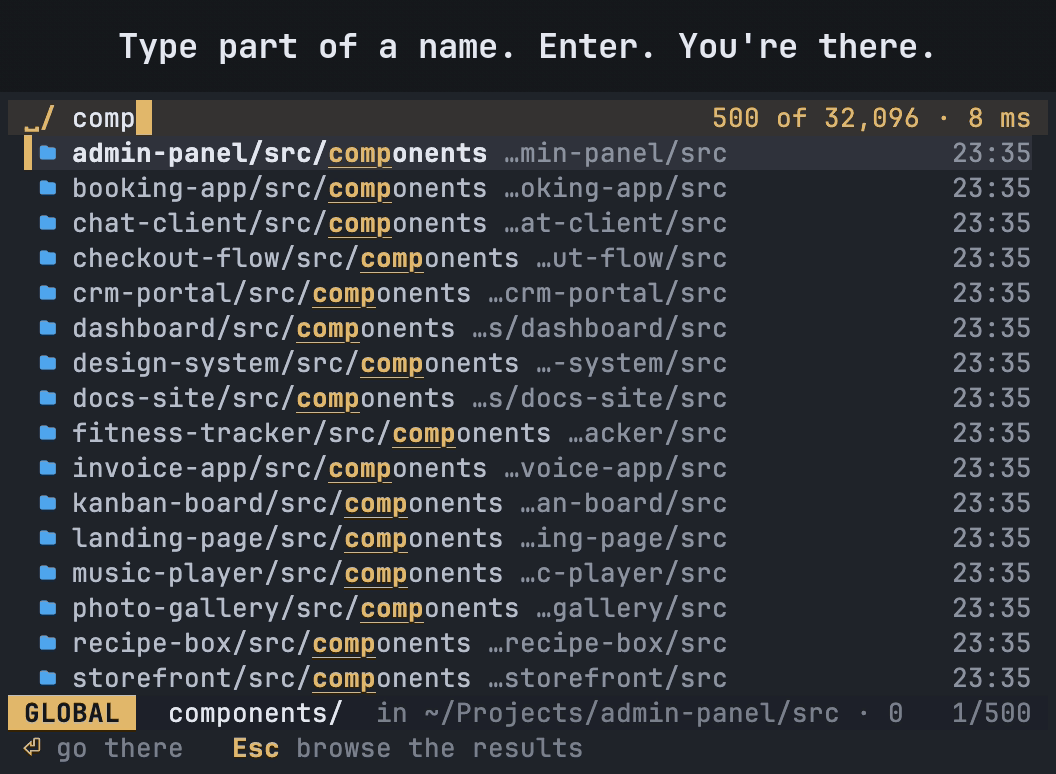 Type part of a name. Enter. You're there.
␣/ comp 500 of 32,096 · 8 ms
admin-panel/src/components …min-panel/src 23:35
booking-app/src/components …oking-app/src 23:35
chat-client/src/components …at-client/src 23:35
checkout-flow/src/components …ut-flow/src 23:35
crm-portal/src/components …crm-portal/src 23:35
dashboard/src/components …s/dashboard/src 23:35
design-system/src/components …-system/src 23:35
docs-site/src/components …s/docs-site/src 23:35
fitness-tracker/src/components …acker/src 23:35
invoice-app/src/components …voice-app/src 23:35
kanban-board/src/components …an-board/src 23:35
landing-page/src/components …ing-page/src 23:35
music-player/src/components …c-player/src 23:35
photo-gallery/src/components …gallery/src 23:35
recipe-box/src/components …recipe-box/src 23:35
storefront/src/components …storefront/src 23:35
GLOBAL components/ in ~/Projects/admin-panel/src · 0 1/500
⏎ go there Esc browse the results